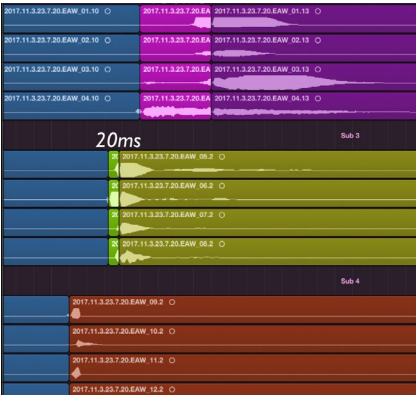 2017.11.3.23.7.20.EAW_01.10 2017.11.3.23.7.20.EA 2017.11.3.23.7.20.EAW_01.13
2017.11.3.23.7.20.EAW_02.10 2017.11.3.23.7.20.EA 2017.11.3.23.7.20.EAW_02.13
2017.11.3.23.7.20.EAW_03.10 2017.11.3.23.7.20.EA 2017.11.3.23.7.20.EAW_03.13
2017.11.3.23.7.20.EAW_04.10 2017.11.3.23.7.20.EA 2017.11.3.23.7.20.EAW_04.13
20ms Sub 3
20 2017.11.3.23.7.20.EAW_05.2
20 2017.11.3.23.7.20.EAW_06.2
20 2017.11.3.23.7.20.EAW_07.2
20 2017.11.3.23.7.20.EAW_08.2
Sub 4
2017.11.3.23.7.20.EAW_09.2
2017.11.3.23.7.20.EAW_10.2
2017.11.3.23.7.20.EAW_11.2
2017.11.3.23.7.20.EAW_12.2